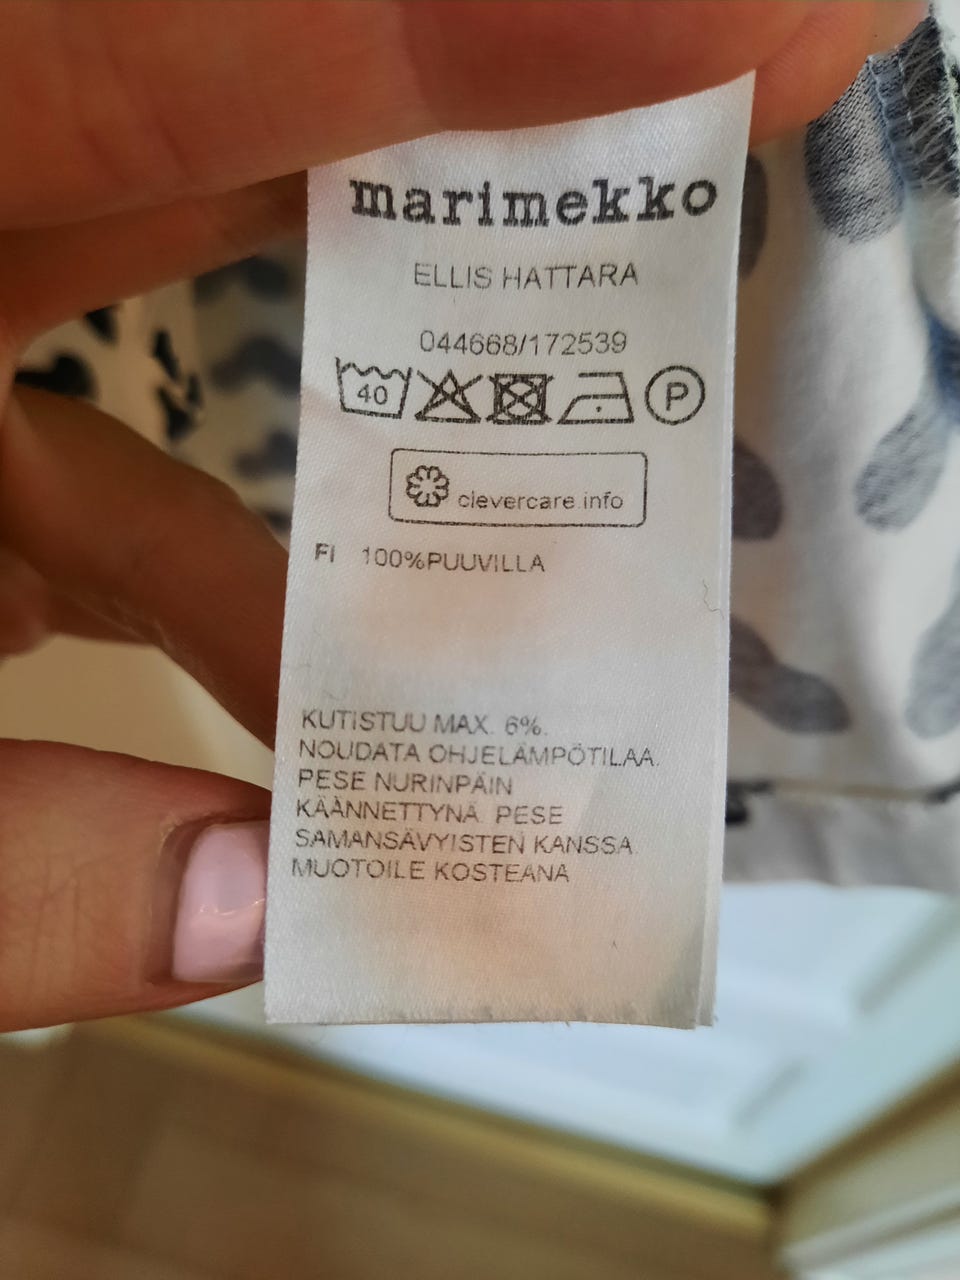 marimekko
ELLIS HATTARA
044668/172539
40 P
clevercare.info
FI 100%PUUVILLA
KUTISTUU MAX. 6%.
NOUDATA OHJELÄMPÖTILAA.
PESE NURINPÄIN
KÄÄNNETTYNÄ. PESE
SAMANSÄVYISTEN KANSSA.
MUOTOILE KOSTEANA